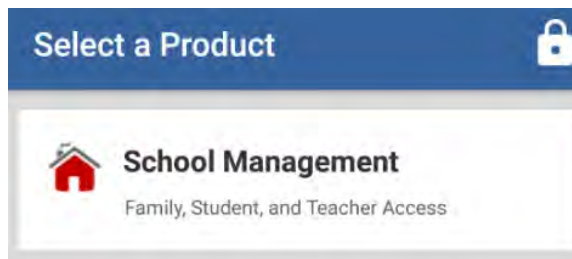 Select a Product
School Management
Family, Student, and Teacher Access